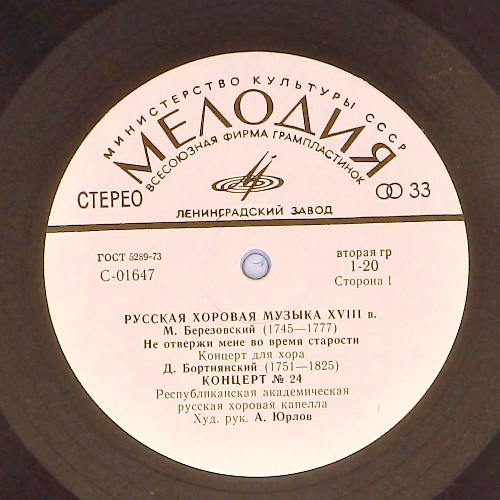 МИНИСТЕРСТВО КУЛЬТУРЫ СССР
МЕЛОДИЯ
ВСЕСОЮЗНАЯ ФИРМА ГРАМПЛАСТИНОК
СТЕРЕО
33
ЛЕНИНГРАДСКИЙ ЗАВОД
ГОСТ 5289-73
С-01647
вторая гр
1-20
Сторона 1
РУССКАЯ ХОРОВАЯ МУЗЫКА XVIII в.
М. Березовский (1745—1777)
Не отвержи мене во время старости
Концерт для хора
Д. Бортнянский (1751—1825)
КОНЦЕРТ № 24
Республиканская академическая
русская хоровая капелла
Худ. рук. А. Юрлов